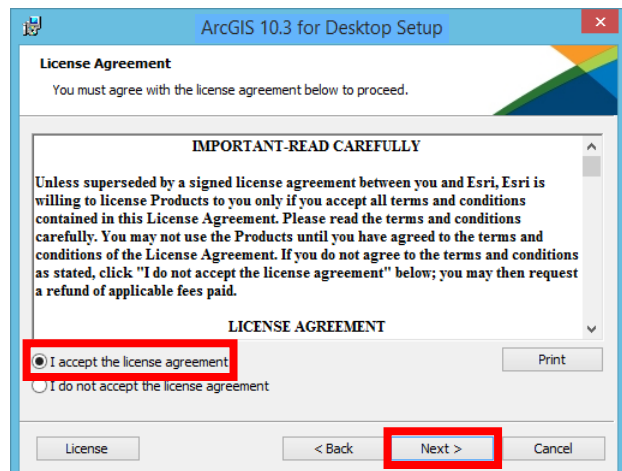 ArcGIS 10.3 for Desktop Setup
License Agreement
You must agree with the license agreement below to proceed.
IMPORTANT-READ CAREFULLY
Unless superseded by a signed license agreement between you and Esri, Esri is
willing to license Products to you only if you accept all terms and conditions
contained in this License Agreement. Please read the terms and conditions
carefully. You may not use the Products until you have agreed to the terms and
conditions of the License Agreement. If you do not agree to the terms and conditions
as stated, click "I do not accept the license agreement" below; you may then request
a refund of applicable fees paid.
LICENSE AGREEMENT
I accept the license agreement
Print
I do not accept the license agreement
License
< Back
Next >
Cancel